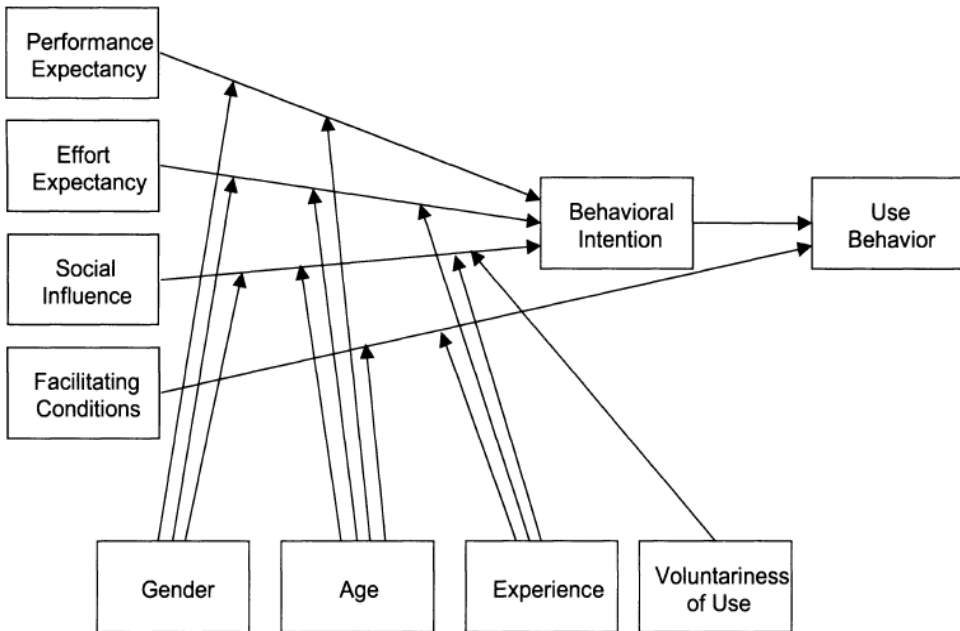 Performance
Expectancy
Effort
Expectancy
Social
Influence
Facilitating
Conditions
Behavioral
Intention
Use
Behavior
Gender
Age
Experience
Voluntariness
of Use